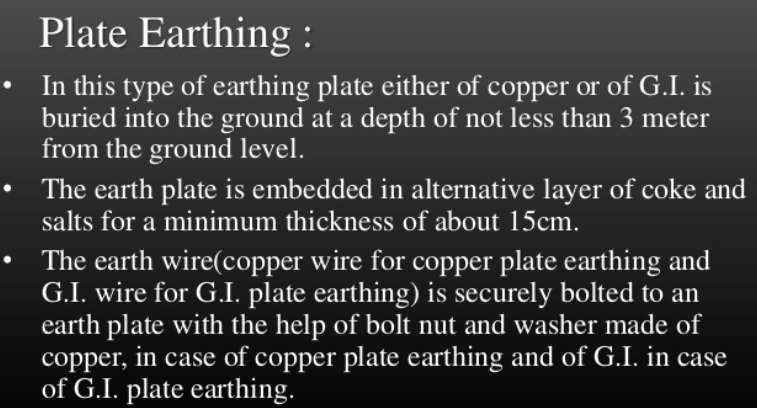 Plate Earthing :
• In this type of earthing plate either of copper or of G.I. is
buried into the ground at a depth of not less than 3 meter
from the ground level.
• The earth plate is embedded in alternative layer of coke and
salts for a minimum thickness of about 15cm.
• The earth wire(copper wire for copper plate earthing and
G.I. wire for G.I. plate earthing) is securely bolted to an
earth plate with the help of bolt nut and washer made of
copper, in case of copper plate earthing and of G.I. in case
of G.I. plate earthing.